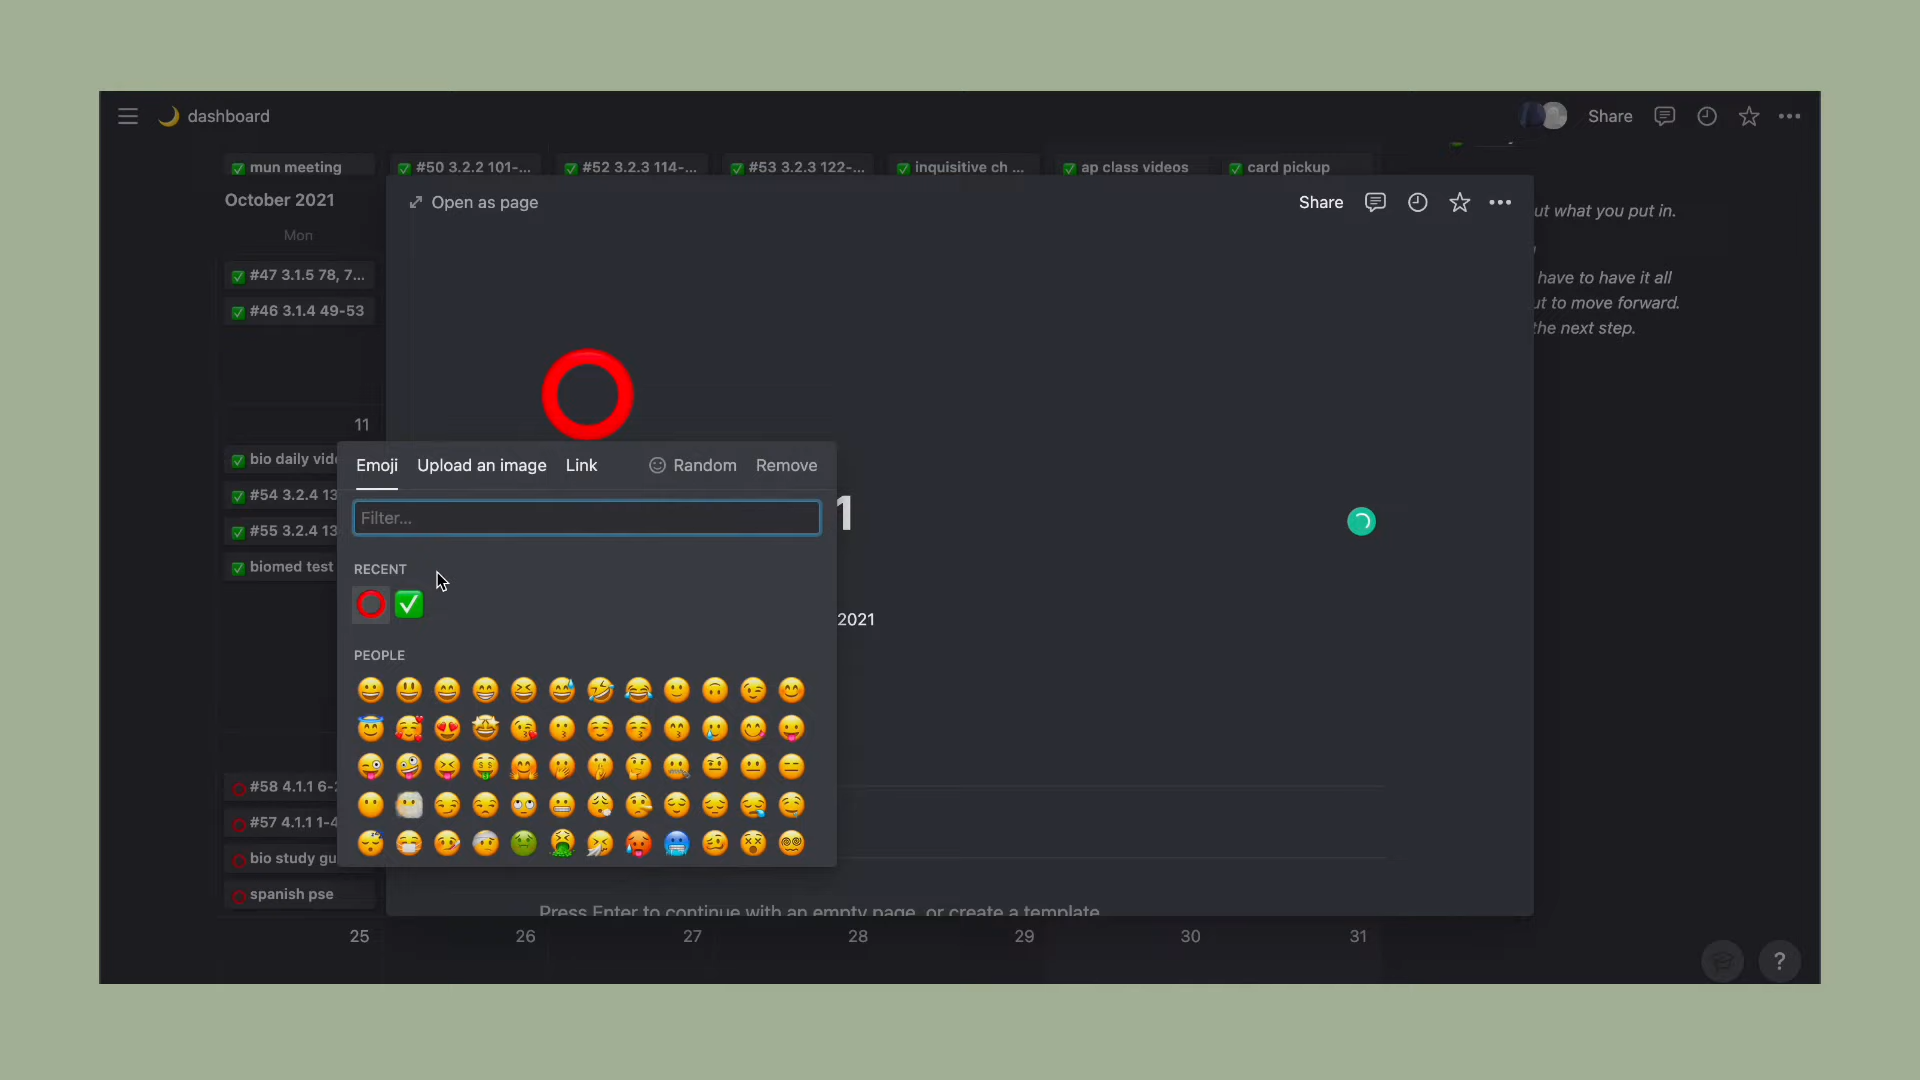 dashboard
Share
mun meeting
#50 3.2.2 101-...
#52 3.2.3 114-...
#53 3.2.3 122-...
inquisitive ch ...
ap class videos
card pickup
October 2021
Mon
Open as page
Share
ut what you put in.
have to have it all
ut to move forward.
the next step.
#47 3.1.5 78, 7...
#46 3.1.4 49-53
11
bio daily vide
#54 3.2.4 13
#55 3.2.4 13
biomed test
Emoji
Upload an image
Link
Random
Remove
1
Filter...
RECENT
2021
PEOPLE
#58 4.1.1 6-2
#57 4.1.1 1-4
bio study gu
spanish pse
Press Enter to continue with an empty page, or create a template
25
26
27
28
29
30
31
?